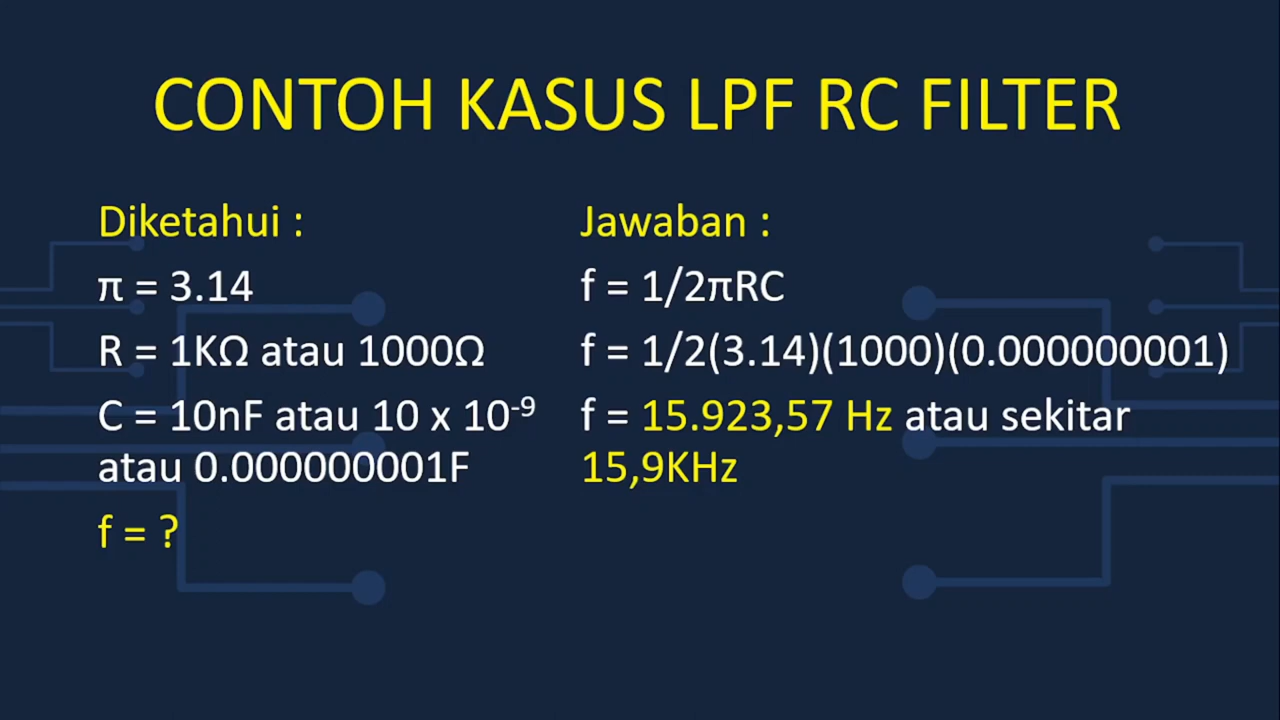 CONTOH KASUS LPF RC FILTER
Diketahui :
π = 3.14
R = 1KΩ atau 1000Ω
C = 10nF atau 10 x 10⁻⁹
atau 0.000000001F
f = ?
Jawaban :
f = 1/2πRC
f = 1/2(3.14)(1000)(0.000000001)
f = 15.923,57 Hz atau sekitar
15,9KHz